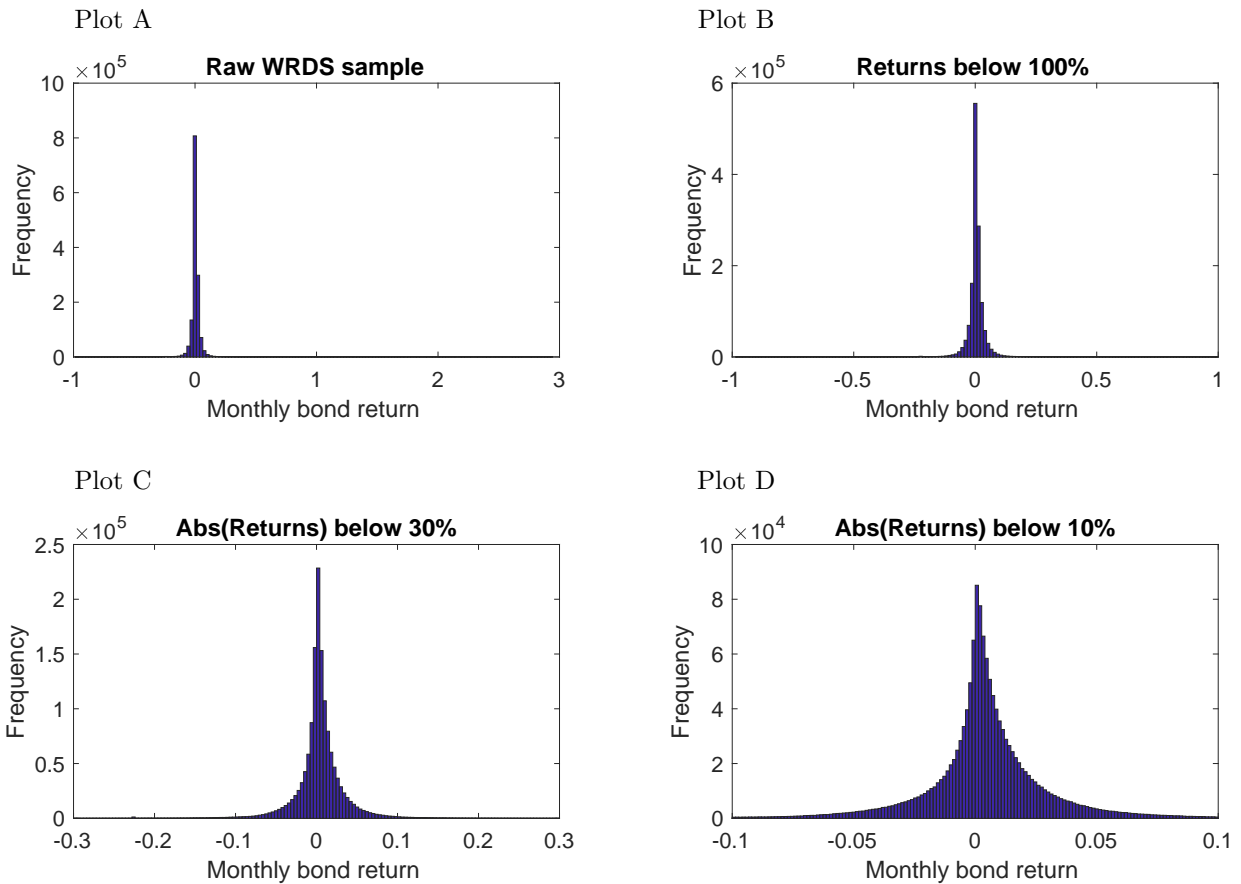 Plot A
×10^5
Raw WRDS sample
10
8
6
4
2
0
Frequency
-1 0 1 2 3
Monthly bond return
Plot B
×10^5
Returns below 100%
6
4
2
0
Frequency
-1 -0.5 0 0.5 1
Monthly bond return
Plot C
×10^5
Abs(Returns) below 30%
2.5
2
1.5
1
0.5
0
Frequency
-0.3 -0.2 -0.1 0 0.1 0.2 0.3
Monthly bond return
Plot D
×10^4
Abs(Returns) below 10%
10
8
6
4
2
0
Frequency
-0.1 -0.05 0 0.05 0.1
Monthly bond return